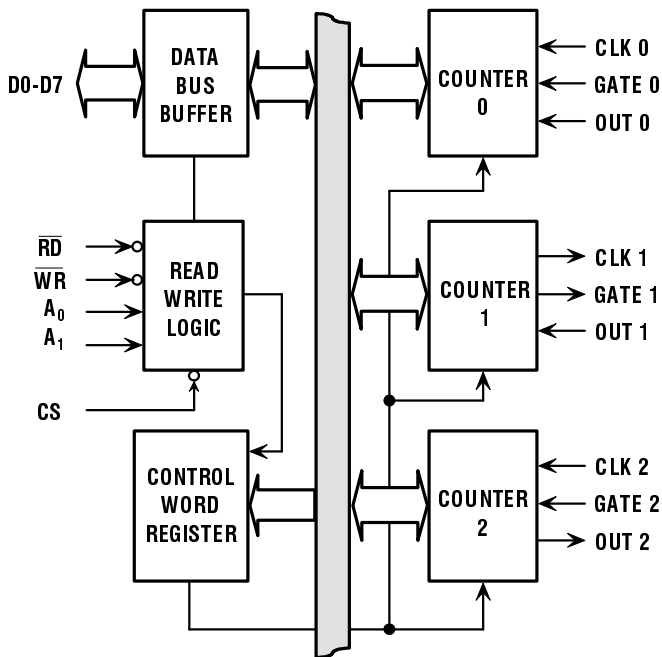 D0-D7
DATA
BUS
BUFFER
COUNTER
0
CLK 0
GATE 0
OUT 0
RD
WR
A₀
A₁
CS
READ
WRITE
LOGIC
COUNTER
1
CLK 1
GATE 1
OUT 1
CONTROL
WORD
REGISTER
COUNTER
2
CLK 2
GATE 2
OUT 2